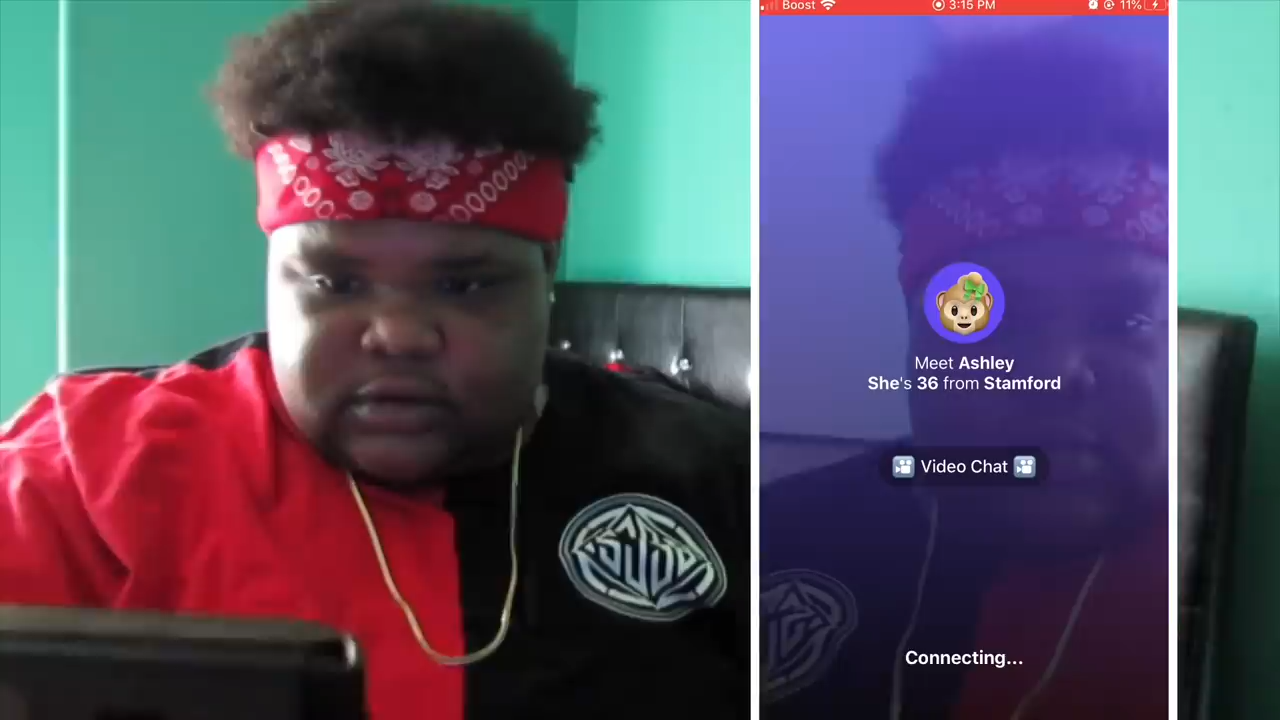 Boost 3:15 PM 11%
Meet Ashley
She's 36 from Stamford
Video Chat
Connecting...